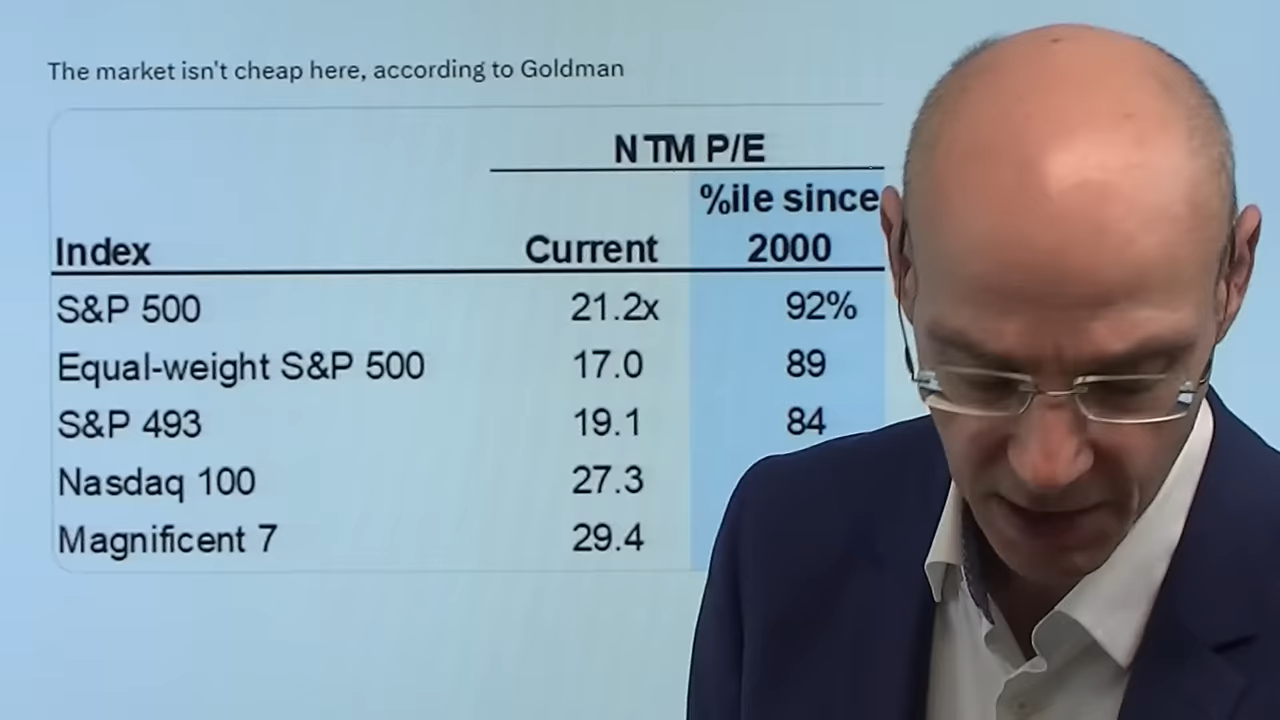 The market isn't cheap here, according to Goldman
NTM P/E
%ile since
Index Current 2000
S&P 500 21.2x 92%
Equal-weight S&P 500 17.0 89
S&P 493 19.1 84
Nasdaq 100 27.3
Magnificent 7 29.4